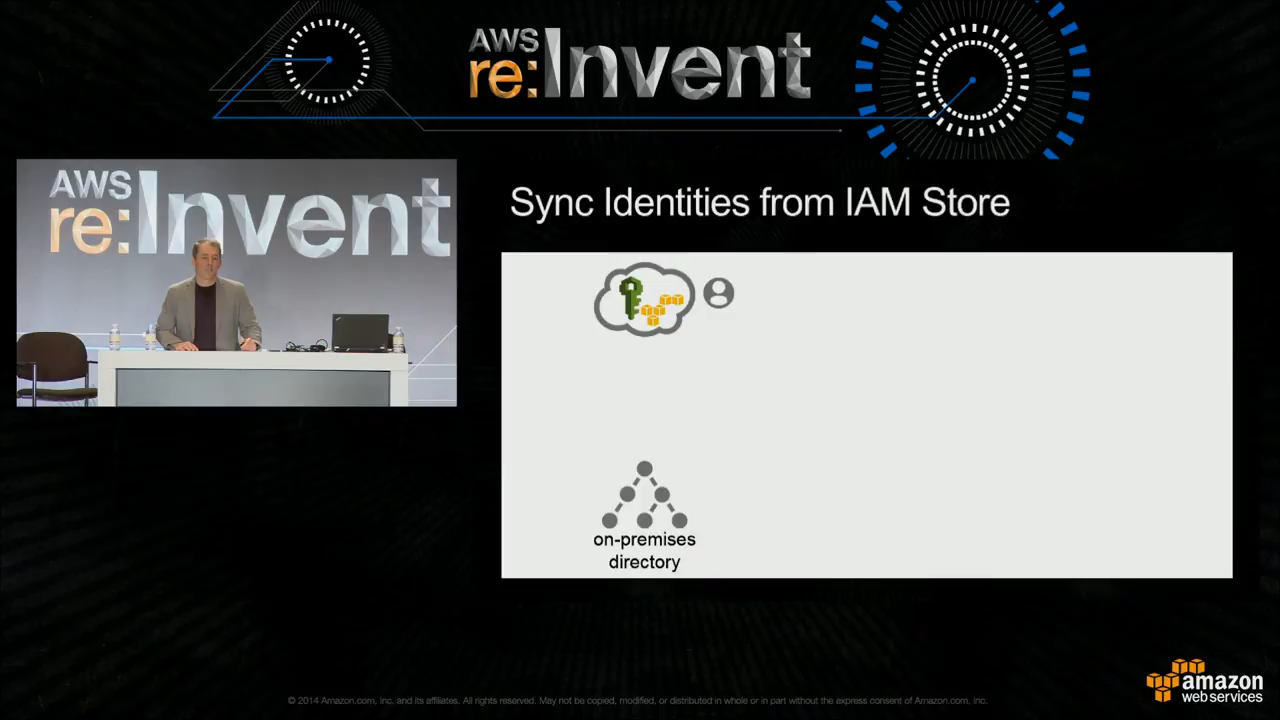 AWS
re:Invent
AWS
re:Invent
Sync Identities from IAM Store
on-premises
directory
© 2014 Amazon.com, Inc. and its affiliates. All rights reserved. May not be copied, modified, or distributed in whole or in part without the express consent of Amazon.com, Inc.
amazon
web services